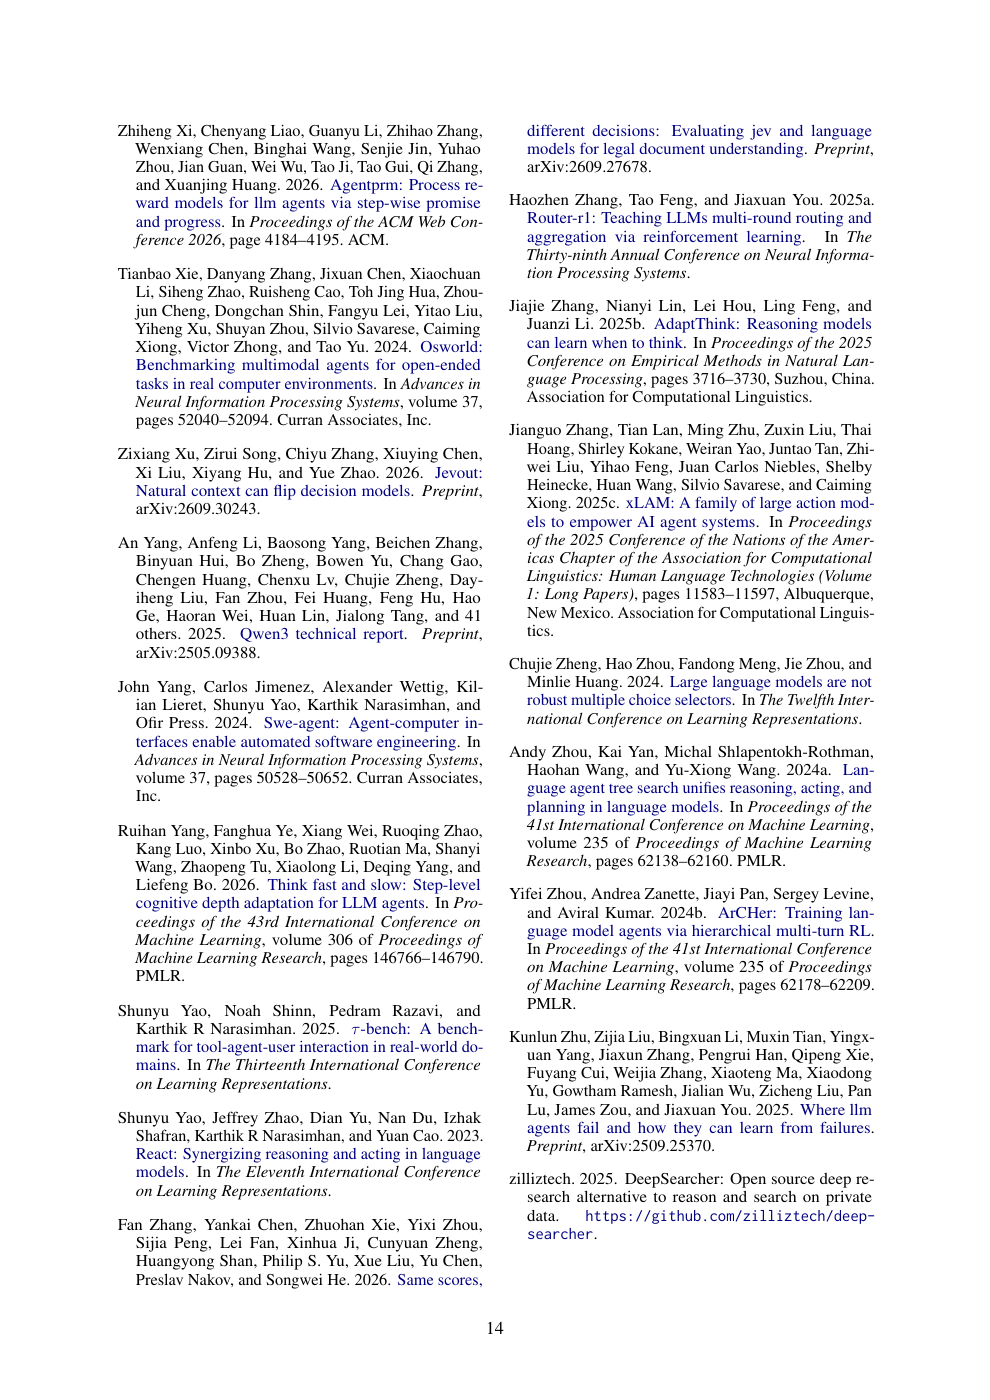 Zhiheng Xi, Chenyang Liao, Guanyu Li, Zhihao Zhang,
Wenxiang Chen, Binghai Wang, Senjie Jin, Yuhao
Zhou, Jian Guan, Wei Wu, Tao Ji, Tao Gui, Qi Zhang,
and Xuanjing Huang. 2026. Agentprm: Process re-
ward models for llm agents via step-wise promise
and progress. In Proceedings of the ACM Web Con-
ference 2026, page 4184–4195. ACM.
Tianbao Xie, Danyang Zhang, Jixuan Chen, Xiaochuan
Li, Siheng Zhao, Ruisheng Cao, Toh Jing Hua, Zhou-
jun Cheng, Dongchan Shin, Fangyu Lei, Yitao Liu,
Yiheng Xu, Shuyan Zhou, Silvio Savarese, Caiming
Xiong, Victor Zhong, and Tao Yu. 2024. Osworld:
Benchmarking multimodal agents for open-ended
tasks in real computer environments. In Advances in
Neural Information Processing Systems, volume 37,
pages 52040–52094. Curran Associates, Inc.
Zixiang Xu, Zirui Song, Chiyu Zhang, Xiuying Chen,
Xi Liu, Xiyang Hu, and Yue Zhao. 2026. Jevout:
Natural context can flip decision models. Preprint,
arXiv:2609.30243.
An Yang, Anfeng Li, Baosong Yang, Beichen Zhang,
Binyuan Hui, Bo Zheng, Bowen Yu, Chang Gao,
Chengen Huang, Chenxu Lv, Chujie Zheng, Day-
iheng Liu, Fan Zhou, Fei Huang, Feng Hu, Hao
Ge, Haoran Wei, Huan Lin, Jialong Tang, and 41
others. 2025. Qwen3 technical report. Preprint,
arXiv:2505.09388.
John Yang, Carlos Jimenez, Alexander Wettig, Kil-
ian Lieret, Shunyu Yao, Karthik Narasimhan, and
Ofir Press. 2024. Swe-agent: Agent-computer in-
terfaces enable automated software engineering. In
Advances in Neural Information Processing Systems,
volume 37, pages 50528–50652. Curran Associates,
Inc.
Ruihan Yang, Fanghua Ye, Xiang Wei, Ruoqing Zhao,
Kang Luo, Xinbo Xu, Bo Zhao, Ruotian Ma, Shanyi
Wang, Zhaopeng Tu, Xiaolong Li, Deqing Yang, and
Liefeng Bo. 2026. Think fast and slow: Step-level
cognitive depth adaptation for LLM agents. In Pro-
ceedings of the 43rd International Conference on
Machine Learning, volume 306 of Proceedings of
Machine Learning Research, pages 146766–146790.
PMLR.
Shunyu Yao, Noah Shinn, Pedram Razavi, and
Karthik R Narasimhan. 2025. τ-bench: A bench-
mark for tool-agent-user interaction in real-world do-
mains. In The Thirteenth International Conference
on Learning Representations.
Shunyu Yao, Jeffrey Zhao, Dian Yu, Nan Du, Izhak
Shafran, Karthik R Narasimhan, and Yuan Cao. 2023.
React: Synergizing reasoning and acting in language
models. In The Eleventh International Conference
on Learning Representations.
Fan Zhang, Yankai Chen, Zhuohan Xie, Yixi Zhou,
Sijia Peng, Lei Fan, Xinhua Ji, Cunyuan Zheng,
Huangyong Shan, Philip S. Yu, Xue Liu, Yu Chen,
Preslav Nakov, and Songwei He. 2026. Same scores,
different decisions: Evaluating jev and language
models for legal document understanding. Preprint,
arXiv:2609.27678.
Haozhen Zhang, Tao Feng, and Jiaxuan You. 2025a.
Router-r1: Teaching LLMs multi-round routing and
aggregation via reinforcement learning. In The
Thirty-ninth Annual Conference on Neural Informa-
tion Processing Systems.
Jiajie Zhang, Nianyi Lin, Lei Hou, Ling Feng, and
Juanzi Li. 2025b. AdaptThink: Reasoning models
can learn when to think. In Proceedings of the 2025
Conference on Empirical Methods in Natural Lan-
guage Processing, pages 3716–3730, Suzhou, China.
Association for Computational Linguistics.
Jianguo Zhang, Tian Lan, Ming Zhu, Zuxin Liu, Thai
Hoang, Shirley Kokane, Weiran Yao, Juntao Tan, Zhi-
wei Liu, Yihao Feng, Juan Carlos Niebles, Shelby
Heinecke, Huan Wang, Silvio Savarese, and Caiming
Xiong. 2025c. xLAM: A family of large action mod-
els to empower AI agent systems. In Proceedings
of the 2025 Conference of the Nations of the Amer-
icas Chapter of the Association for Computational
Linguistics: Human Language Technologies (Volume
1: Long Papers), pages 11583–11597, Albuquerque,
New Mexico. Association for Computational Linguis-
tics.
Chujie Zheng, Hao Zhou, Fandong Meng, Jie Zhou, and
Minlie Huang. 2024. Large language models are not
robust multiple choice selectors. In The Twelfth Inter-
national Conference on Learning Representations.
Andy Zhou, Kai Yan, Michal Shlapentokh-Rothman,
Haohan Wang, and Yu-Xiong Wang. 2024a. Lan-
guage agent tree search unifies reasoning, acting, and
planning in language models. In Proceedings of the
41st International Conference on Machine Learning,
volume 235 of Proceedings of Machine Learning
Research, pages 62138–62160. PMLR.
Yifei Zhou, Andrea Zanette, Jiayi Pan, Sergey Levine,
and Aviral Kumar. 2024b. ArCHer: Training lan-
guage model agents via hierarchical multi-turn RL.
In Proceedings of the 41st International Conference
on Machine Learning, volume 235 of Proceedings
of Machine Learning Research, pages 62178–62209.
PMLR.
Kunlun Zhu, Zijia Liu, Bingxuan Li, Muxin Tian, Yingx-
uan Yang, Jiaxun Zhang, Pengrui Han, Qipeng Xie,
Fuyang Cui, Weijia Zhang, Xiaoteng Ma, Xiaodong
Yu, Gowtham Ramesh, Jialian Wu, Zicheng Liu, Pan
Lu, James Zou, and Jiaxuan You. 2025. Where llm
agents fail and how they can learn from failures.
Preprint, arXiv:2509.25370.
zilliztech. 2025. DeepSearcher: Open source deep re-
search alternative to reason and search on private
data. https://github.com/zilliztech/deep-
searcher.
14